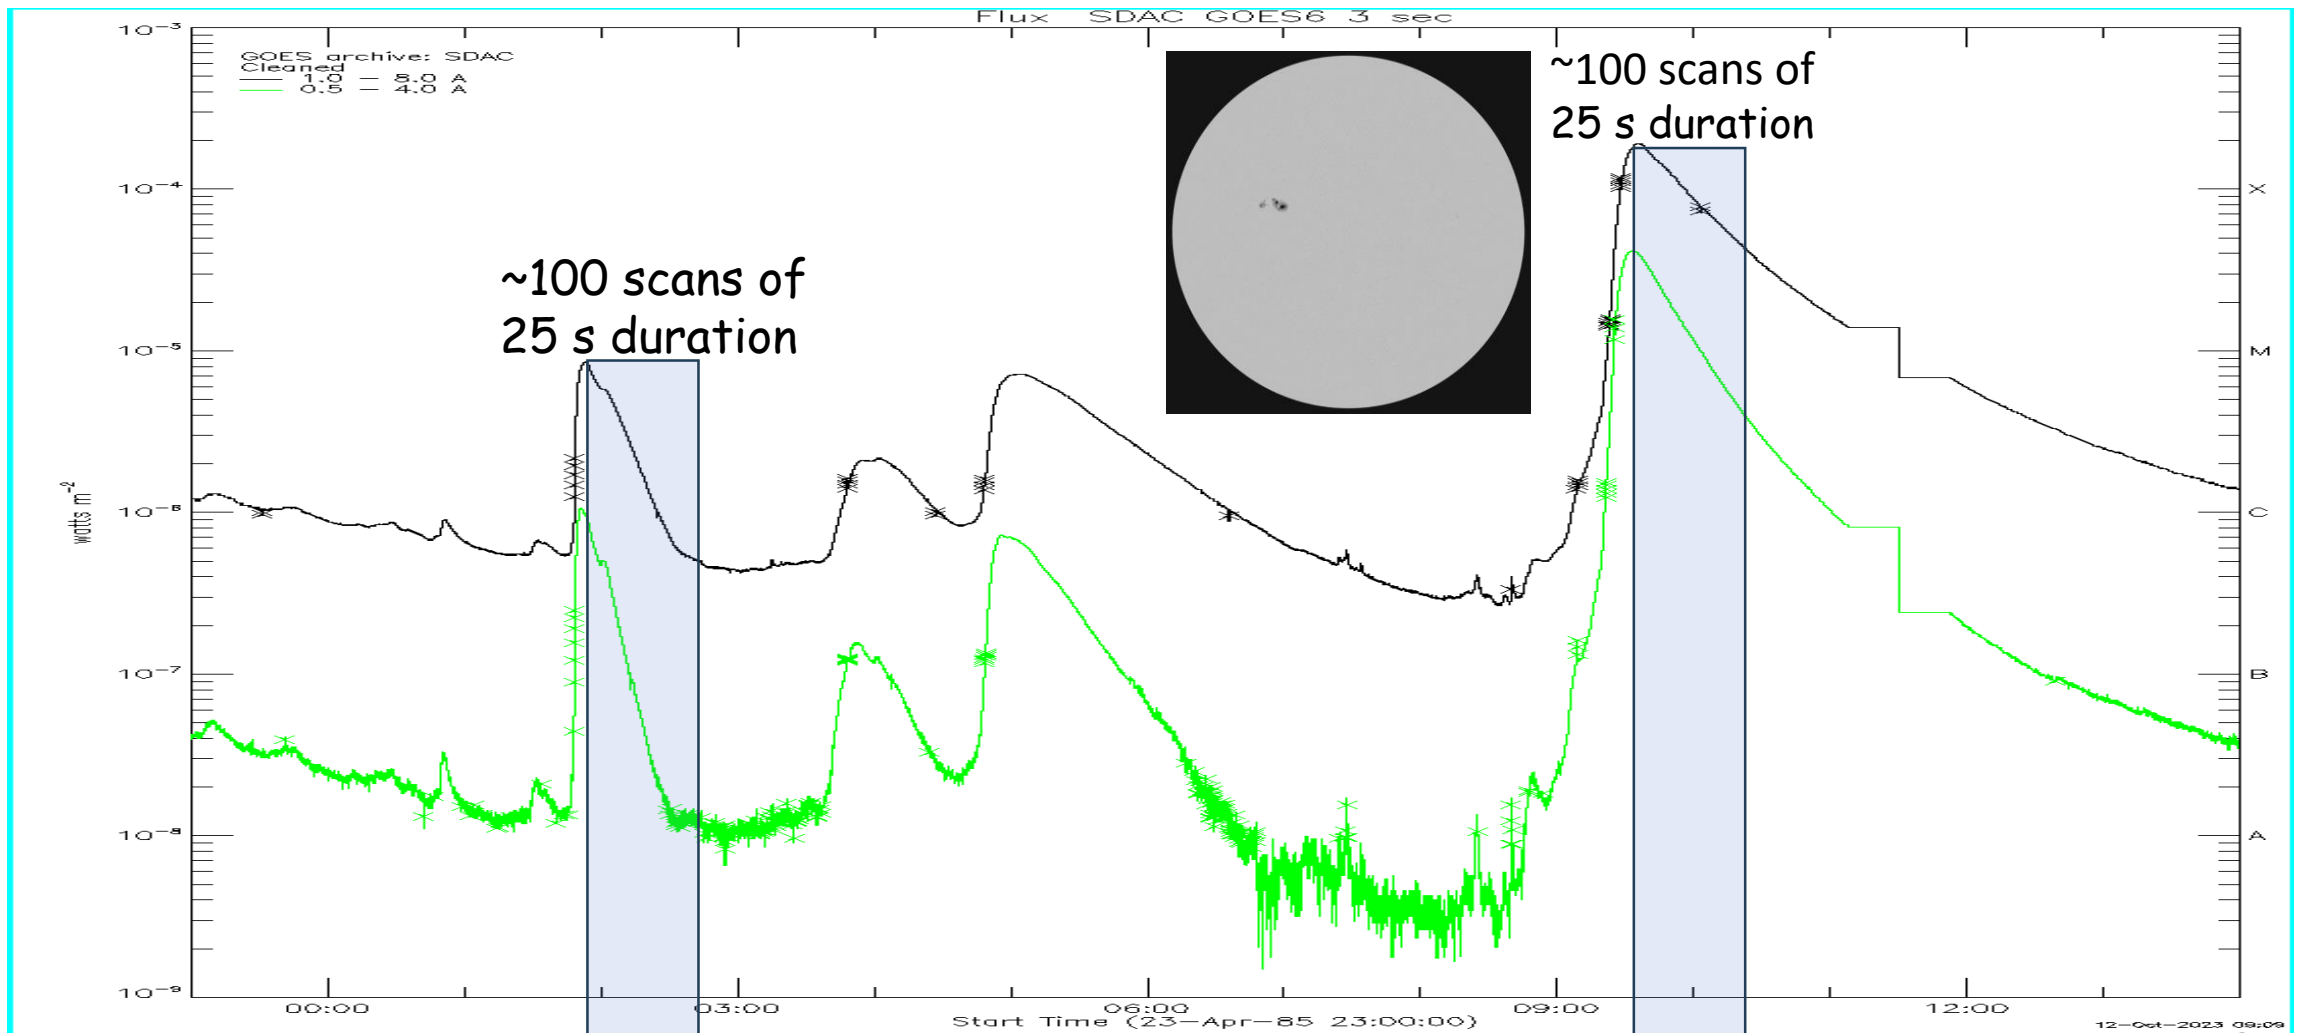 Flux SDAC GOES6 3 sec
GOES archive: SDAC
Cleaned
1.0 – 8.0 A
0.5 – 4.0 A
~100 scans of
25 s duration
~100 scans of
25 s duration
watts m⁻²
10⁻³
10⁻⁴
10⁻⁵
10⁻⁶
10⁻⁷
10⁻⁸
10⁻⁹
X
M
C
B
A
00:00 03:00 06:00 09:00 12:00
Start Time (23-Apr-85 23:00:00)
12-Oct-2023 09:09